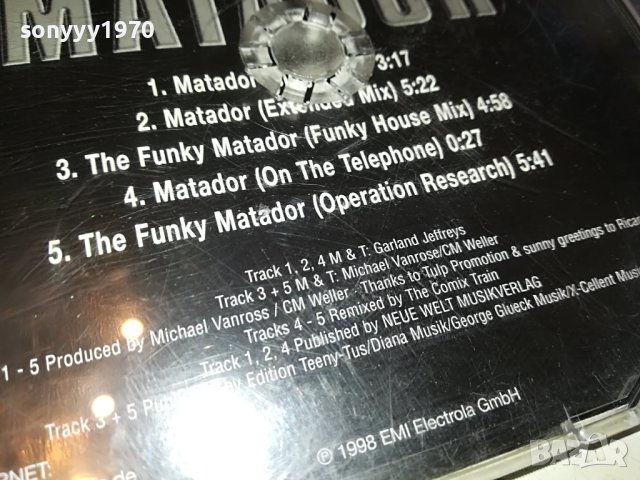 sonyyy1970
MATADOR
1. Matador 3:17
2. Matador (Extended Mix) 5:22
3. The Funky Matador (Funky House Mix) 4:58
4. Matador (On The Telephone) 0:27
5. The Funky Matador (Operation Research) 5:41
Track 1, 2, 4 M & T: Garland Jeffreys
Track 3 + 5 M & T: Michael Vanrose/CM Weller
1 - 5 Produced by Michael Vanross / CM Weller · Thanks to Tulp Promotion & sunny greetings to
Tracks 4 - 5 Remixed by The Comix Train
Track 1, 2, 4 Published by NEUE WELT MUSIKVERLAG
Track 3 + 5 Edition Teeny-Tus/Diana Musik/George Glueck Musik/X-Cellent
℗ 1998 EMI Electrola GmbH
RNET:
BAZAR